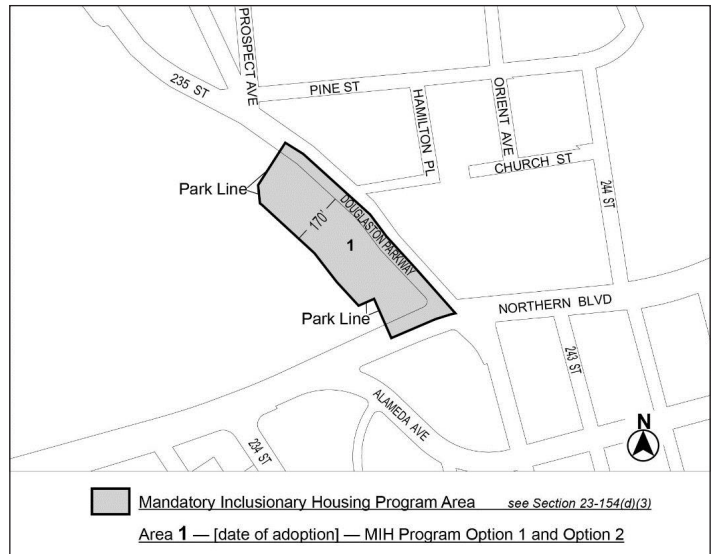 PROSPECT AVE
235 ST
PINE ST
HAMILTON PL
ORIENT AVE
CHURCH ST
244 ST
Park Line
DOUGLASTON PARKWAY
170'
1
Park Line
NORTHERN BLVD
243 ST
ALAMEDA AVE
234 ST
N
Mandatory Inclusionary Housing Program Area see Section 23-154(d)(3)
Area 1 — [date of adoption] — MIH Program Option 1 and Option 2